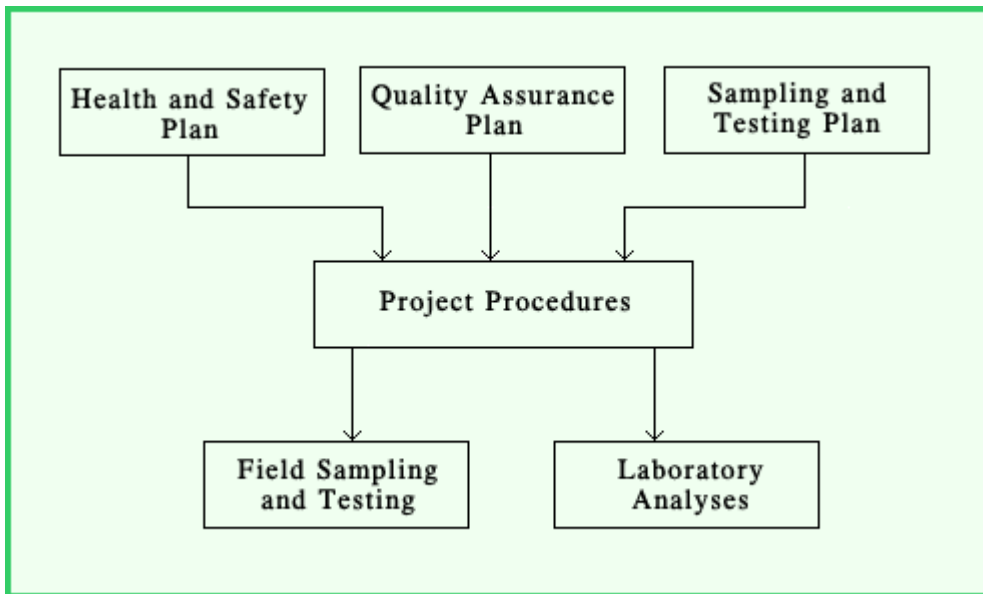 Health and Safety
Plan
Quality Assurance
Plan
Sampling and
Testing Plan
Project Procedures
Field Sampling
and Testing
Laboratory
Analyses